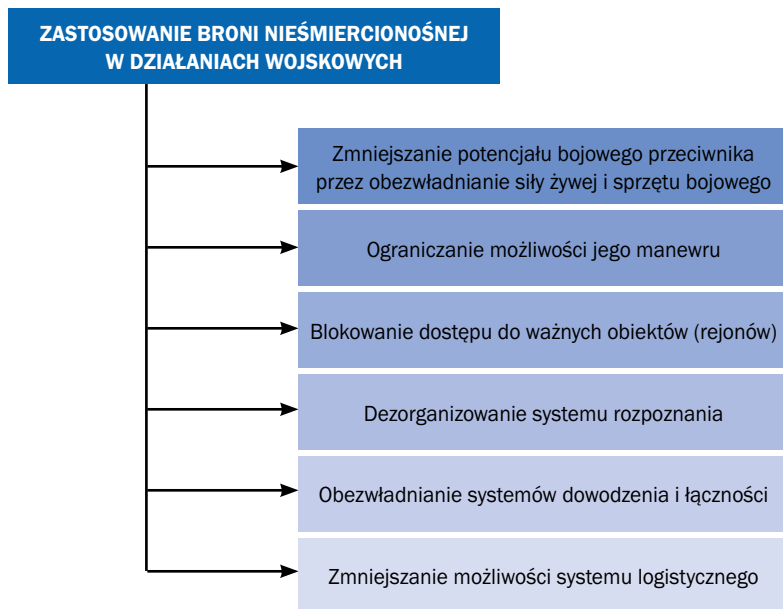 ZASTOSOWANIE BRONI NIEŚMIERCIONOŚNEJ
W DZIAŁANIACH WOJSKOWYCH
Zmniejszanie potencjału bojowego przeciwnika
przez obezwładnianie siły żywej i sprzętu bojowego
Ograniczanie możliwości jego manewru
Blokowanie dostępu do ważnych obiektów (rejonów)
Dezorganizowanie systemu rozpoznania
Obezwładnianie systemów dowodzenia i łączności
Zmniejszanie możliwości systemu logistycznego